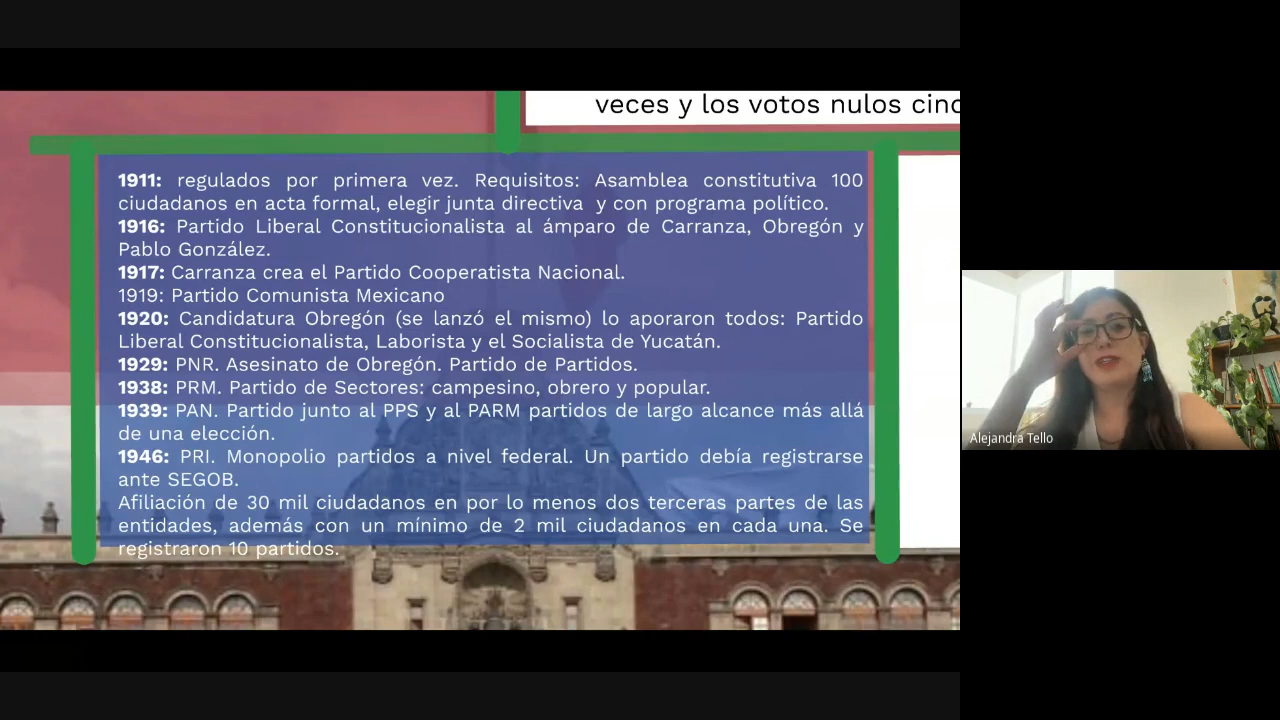 veces y los votos nulos cinc
1911: regulados por primera vez. Requisitos: Asamblea constitutiva 100
ciudadanos en acta formal, elegir junta directiva y con programa político.
1916: Partido Liberal Constitucionalista al ámparo de Carranza, Obregón y
Pablo González.
1917: Carranza crea el Partido Cooperatista Nacional.
1919: Partido Comunista Mexicano
1920: Candidatura Obregón (se lanzó el mismo) lo aporaron todos: Partido
Liberal Constitucionalista, Laborista y el Socialista de Yucatán.
1929: PNR. Asesinato de Obregón. Partido de Partidos.
1938: PRM. Partido de Sectores: campesino, obrero y popular.
1939: PAN. Partido junto al PPS y al PARM partidos de largo alcance más allá
de una elección.
1946: PRI. Monopolio partidos a nivel federal. Un partido debía registrarse
ante SEGOB.
Afiliación de 30 mil ciudadanos en por lo menos dos terceras partes de las
entidades, además con un mínimo de 2 mil ciudadanos en cada una. Se
registraron 10 partidos.
Alejandra Tello